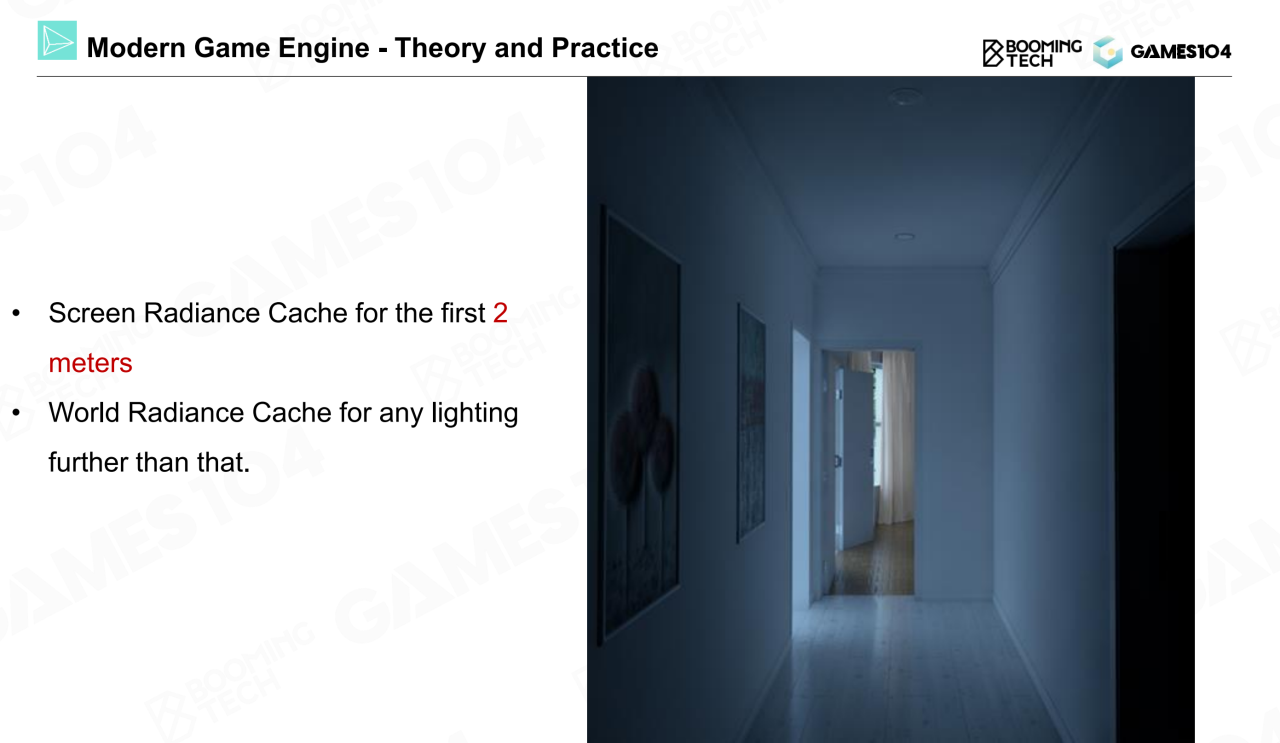 Modern Game Engine - Theory and Practice
BOOMING
TECH
GAMES104
• Screen Radiance Cache for the first 2
meters
• World Radiance Cache for any lighting
further than that.